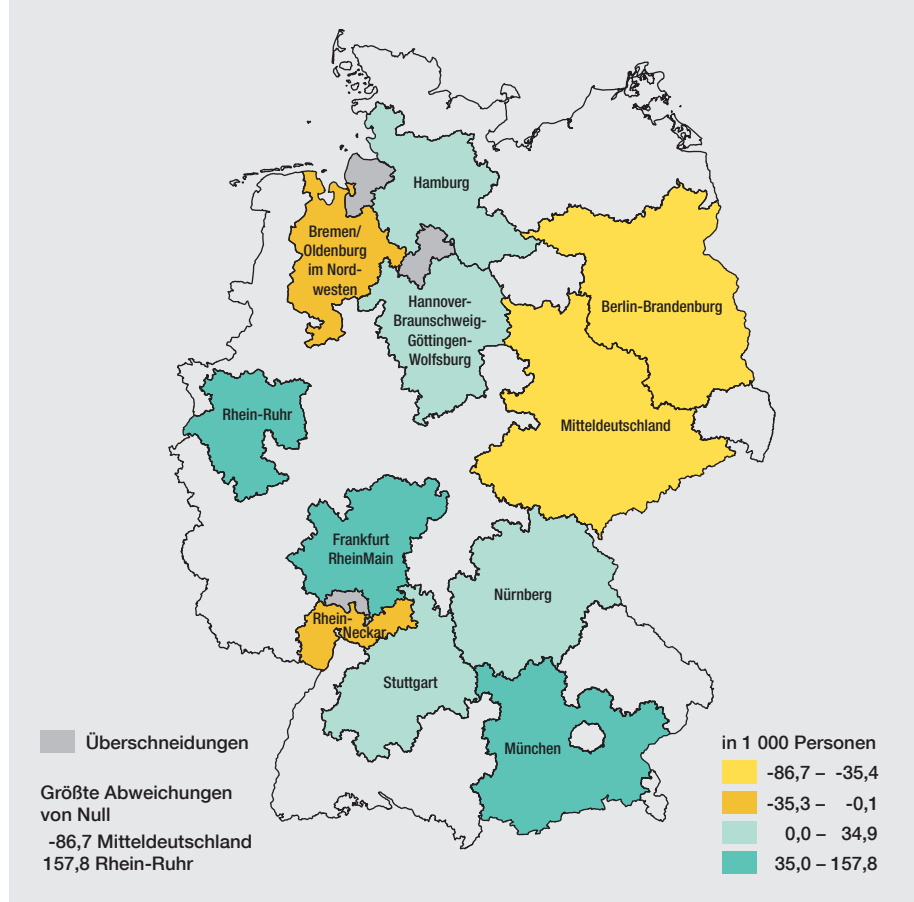 Hamburg
Bremen/
Oldenburg
im Nord-
westen
Hannover-
Braunschweig-
Göttingen-
Wolfsburg
Berlin-Brandenburg
Rhein-Ruhr
Mitteldeutschland
Frankfurt
RheinMain
Rhein-
Neckar
Nürnberg
Stuttgart
München
Überschneidungen
Größte Abweichungen
von Null
-86,7 Mitteldeutschland
157,8 Rhein-Ruhr
in 1 000 Personen
-86,7 – -35,4
-35,3 – -0,1
0,0 – 34,9
35,0 – 157,8